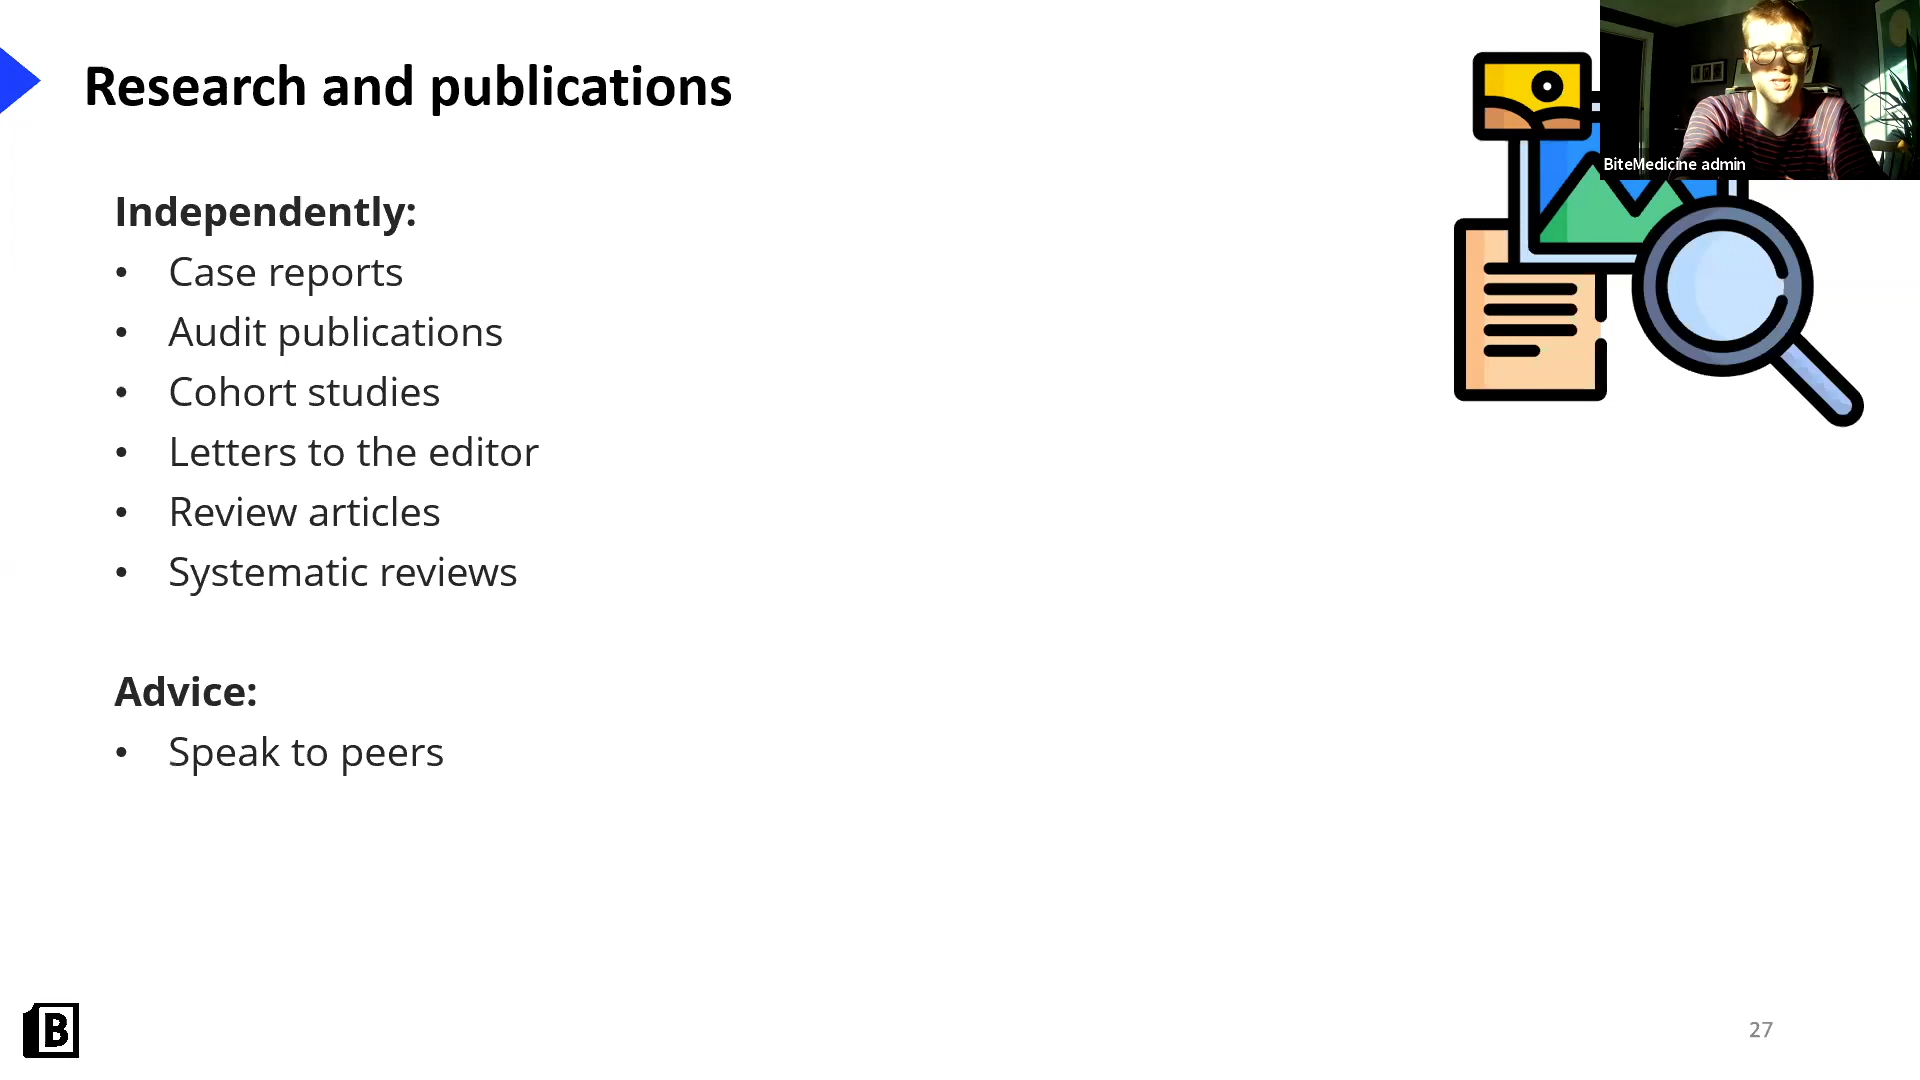 Research and publications
BiteMedicine admin
Independently:
• Case reports
• Audit publications
• Cohort studies
• Letters to the editor
• Review articles
• Systematic reviews
Advice:
• Speak to peers
B
27